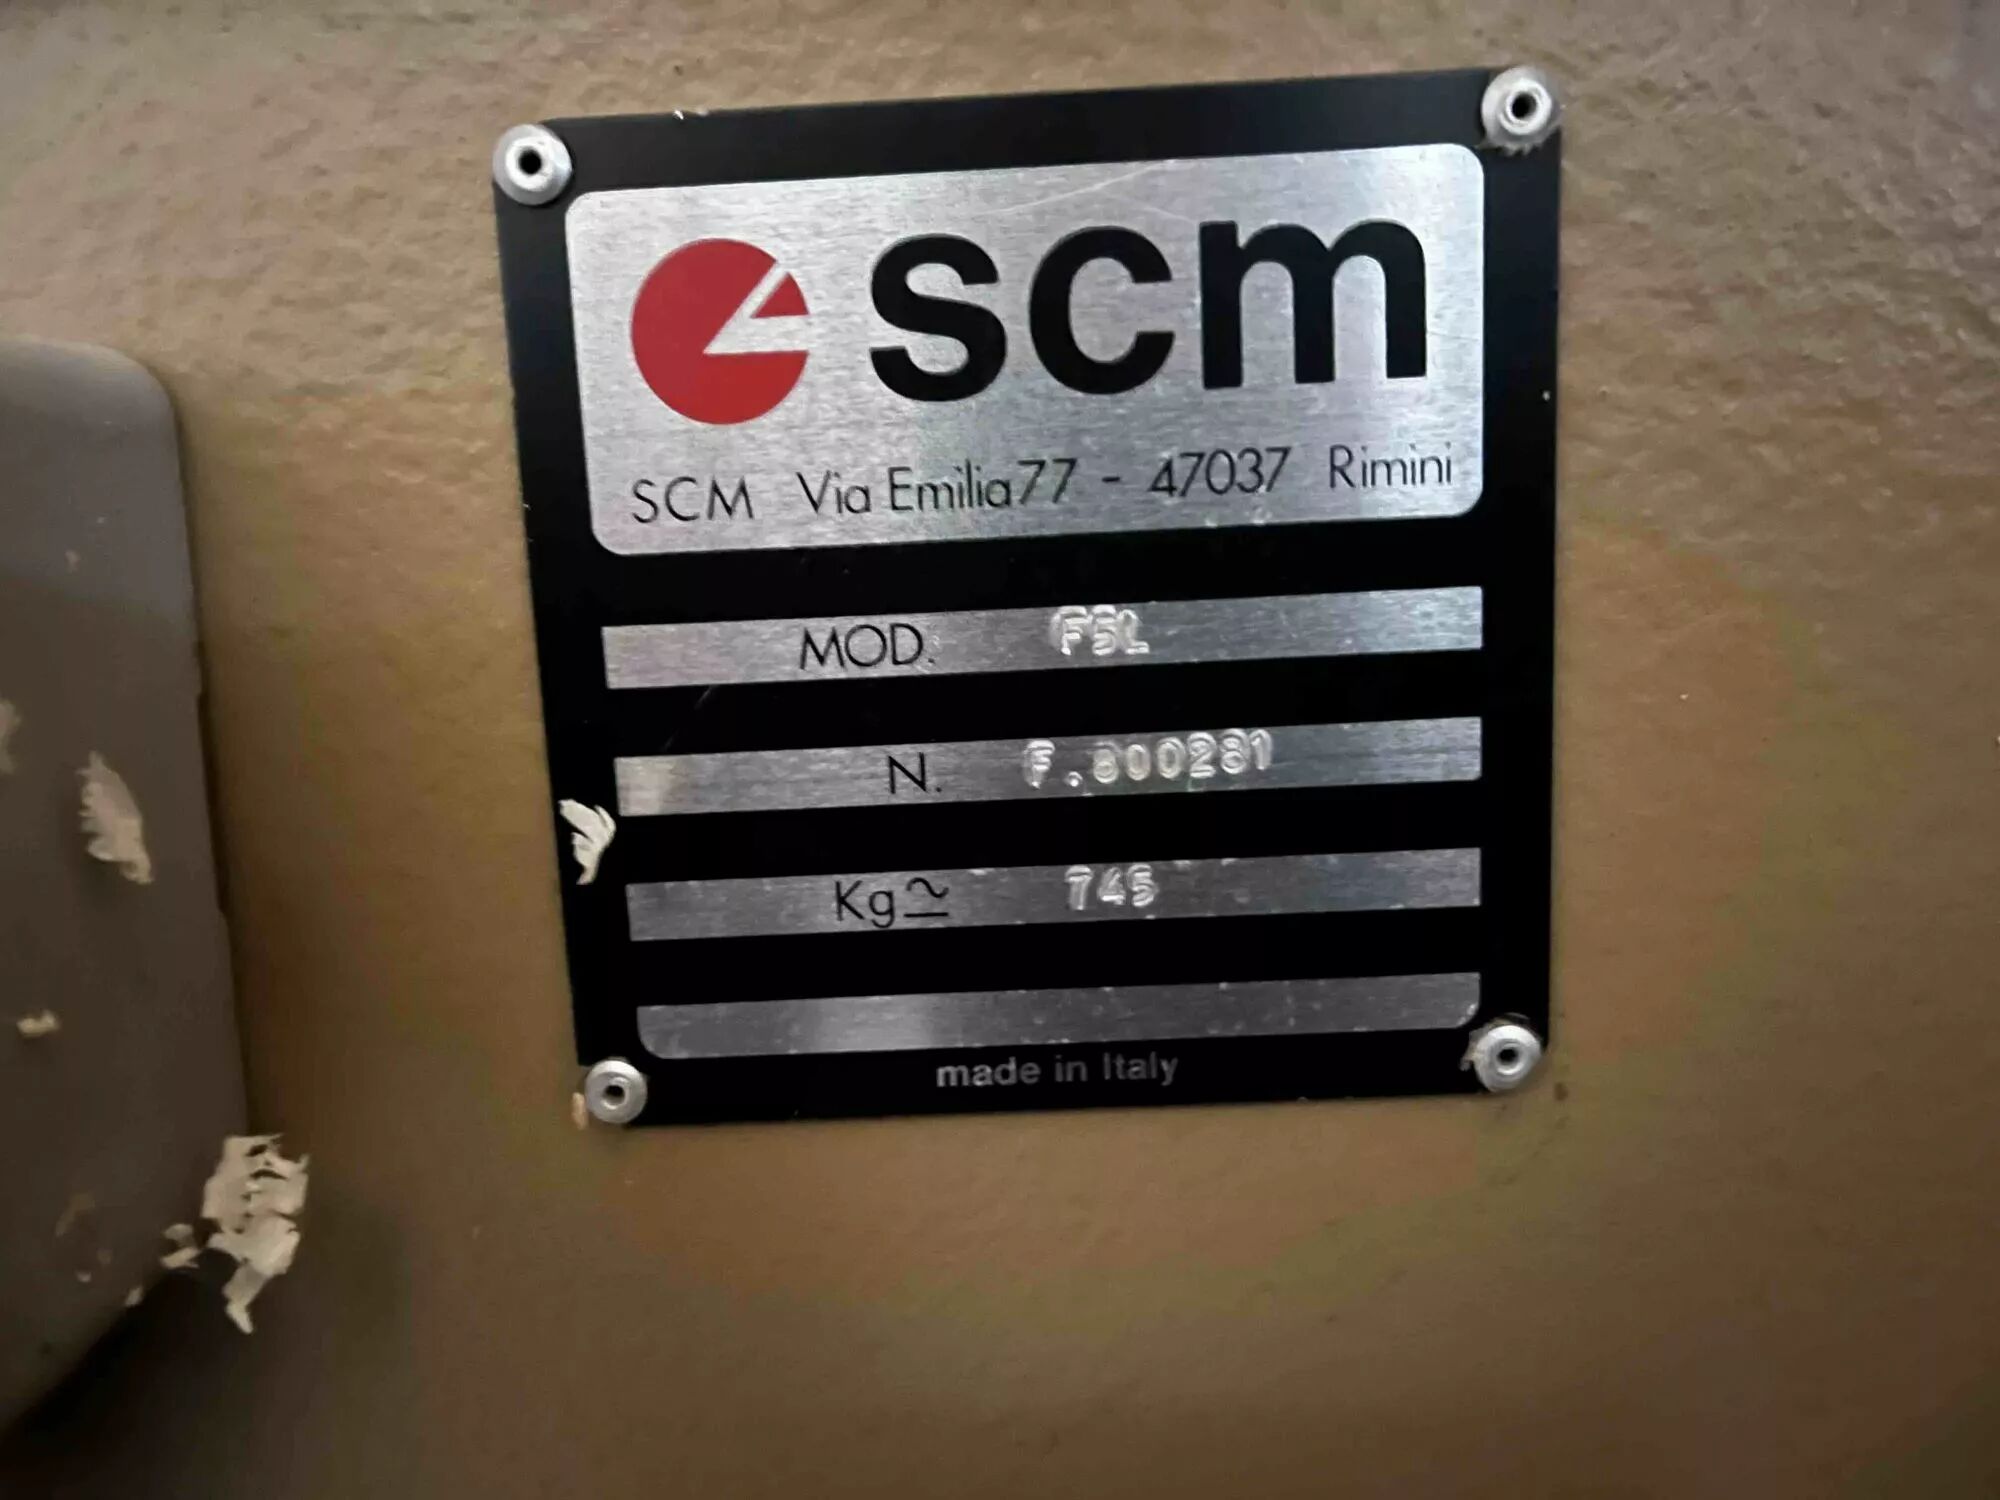 scm
SCM Via Emilia 77 - 47037 Rimini
MOD. F5L
N. F.800281
Kg≃ 745
made in Italy